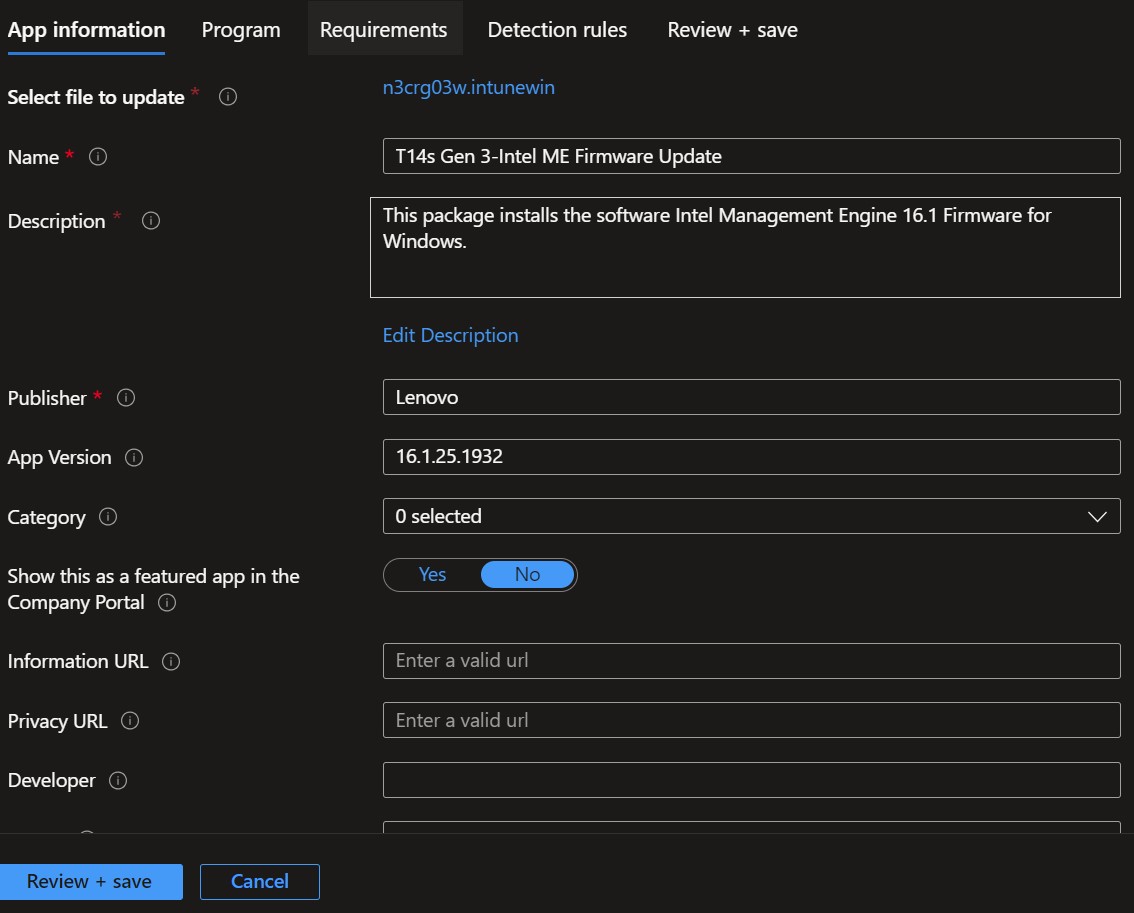 App information Program Requirements Detection rules Review + save
Select file to update * n3crg03w.intunewin
Name * T14s Gen 3-Intel ME Firmware Update
Description * This package installs the software Intel Management Engine 16.1 Firmware for
Windows.
Edit Description
Publisher * Lenovo
App Version 16.1.25.1932
Category 0 selected
Show this as a featured app in the
Company Portal Yes No
Information URL Enter a valid url
Privacy URL Enter a valid url
Developer
Review + save Cancel